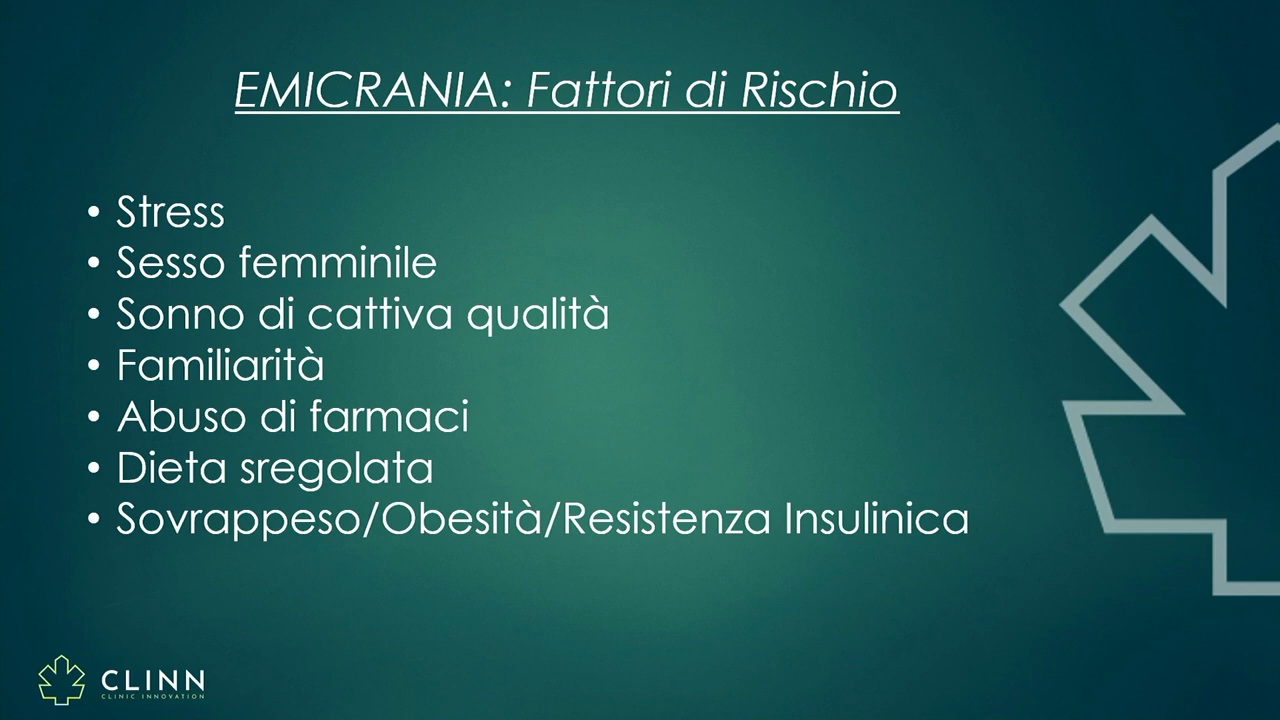 EMICRANIA: Fattori di Rischio
• Stress
• Sesso femminile
• Sonno di cattiva qualità
• Familiarità
• Abuso di farmaci
• Dieta sregolata
• Sovrappeso/Obesità/Resistenza Insulinica
CLINN
CLINIC INNOVATION